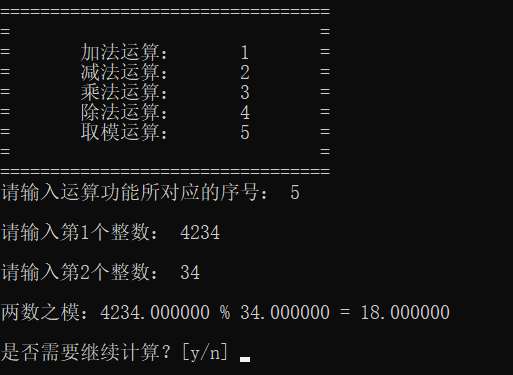 =================================
=                               =
=       加法运算:       1       =
=       减法运算:       2       =
=       乘法运算:       3       =
=       除法运算:       4       =
=       取模运算:       5       =
=                               =
=================================
请输入运算功能所对应的序号: 5
请输入第1个整数: 4234
请输入第2个整数: 34
两数之模:4234.000000 % 34.000000 = 18.000000
是否需要继续计算?[y/n]